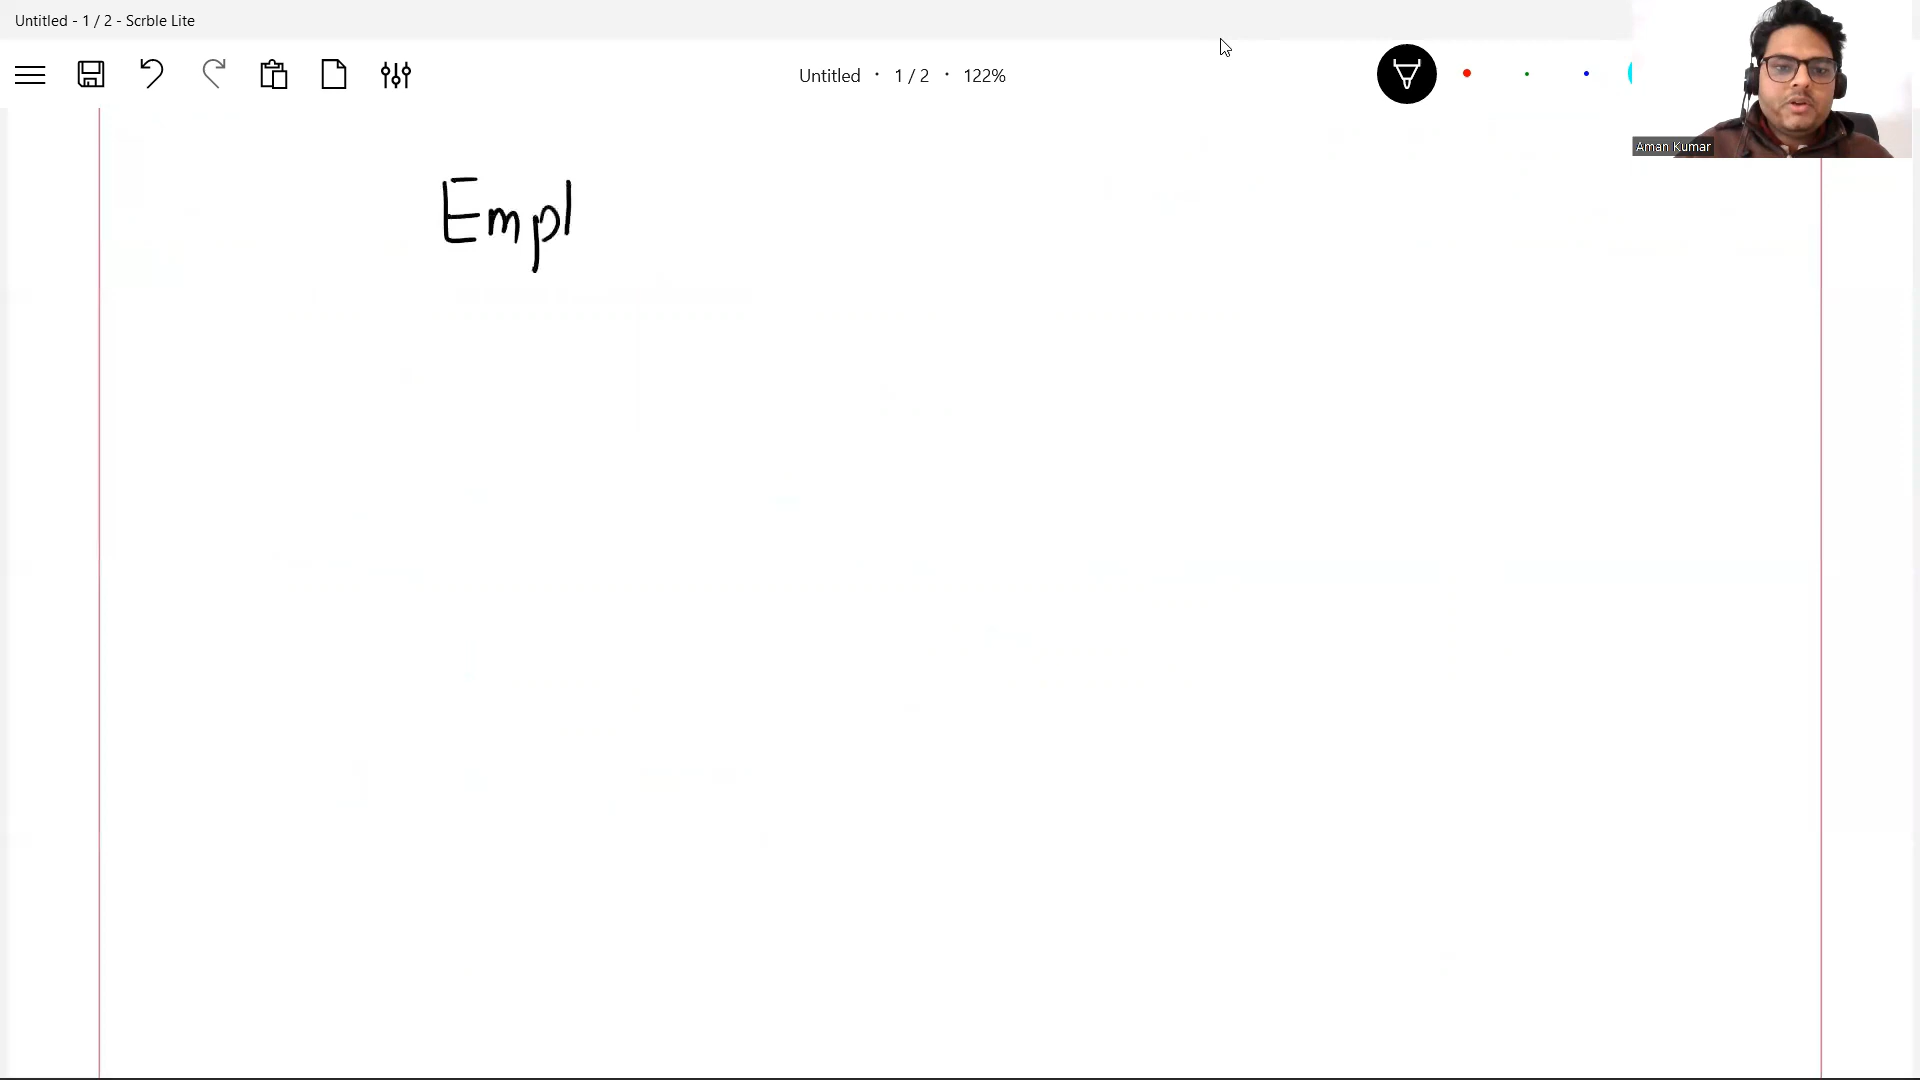 Untitled - 1 / 2 - Scrble Lite
Untitled · 1 / 2 · 122%
Aman Kumar
Empl